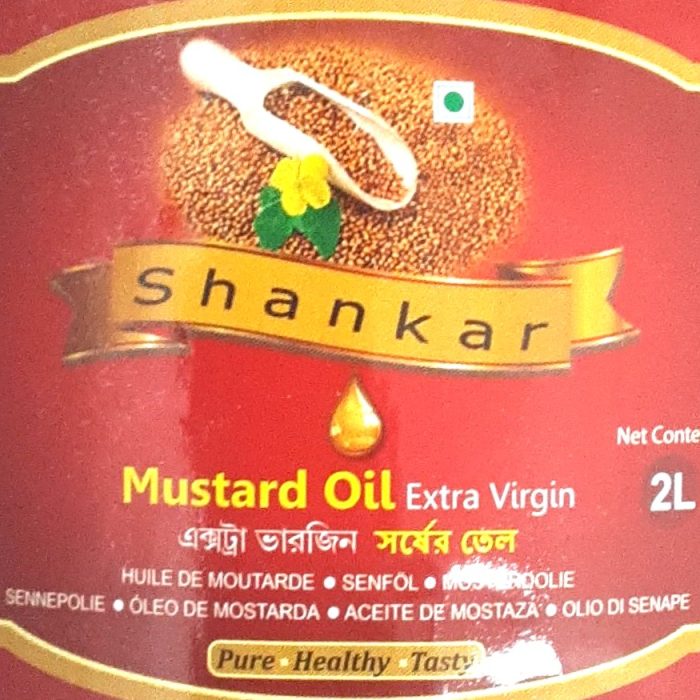 Shankar
Net Conte
Mustard Oil Extra Virgin
2L
এক্সট্রা ভারজিন সর্ষের তেল
HUILE DE MOUTARDE • SENFÖL • MOSTERDOLIE
SENNEPOLIE • ÓLEO DE MOSTARDA • ACEITE DE MOSTAZA • OLIO DI SENAPE
Pure · Healthy · Tasty